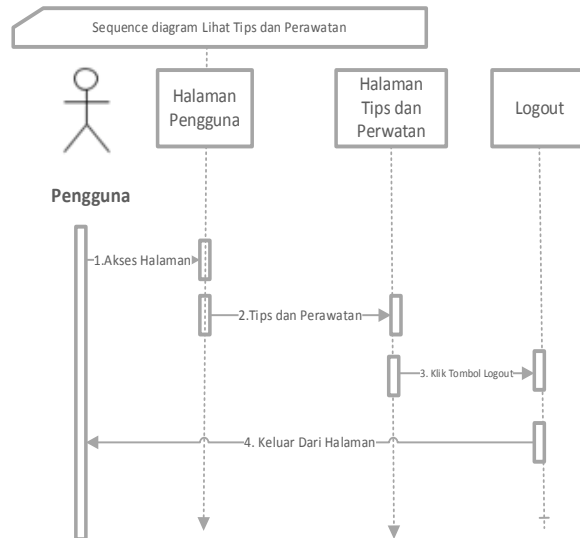 Sequence diagram Lihat Tips dan Perawatan
Halaman
Pengguna
Halaman
Tips dan
Perwatan
Logout
Pengguna
1.Akses Halaman
2.Tips dan Perawatan
3. Klik Tombol Logout
4. Keluar Dari Halaman